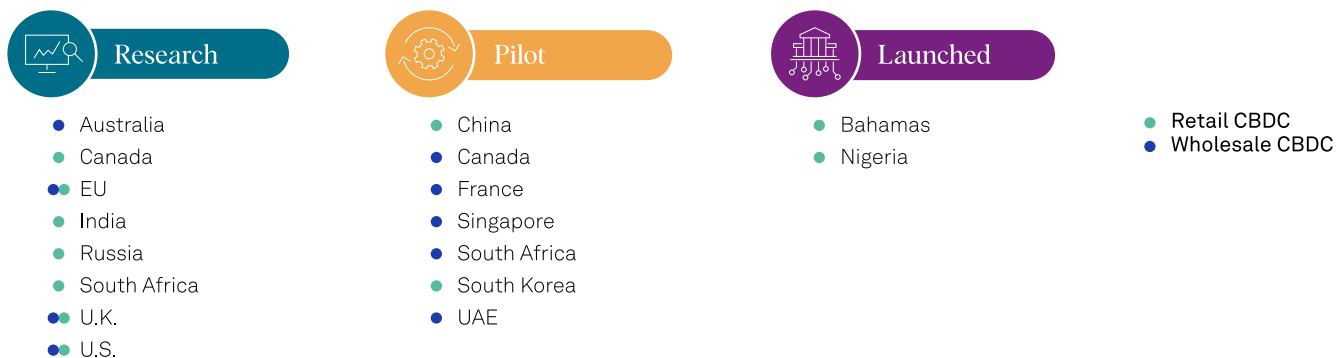 Research
Australia
Canada
EU
India
Russia
South Africa
U.K.
U.S.
Pilot
China
Canada
France
Singapore
South Africa
South Korea
UAE
Launched
Bahamas
Nigeria
Retail CBDC
Wholesale CBDC